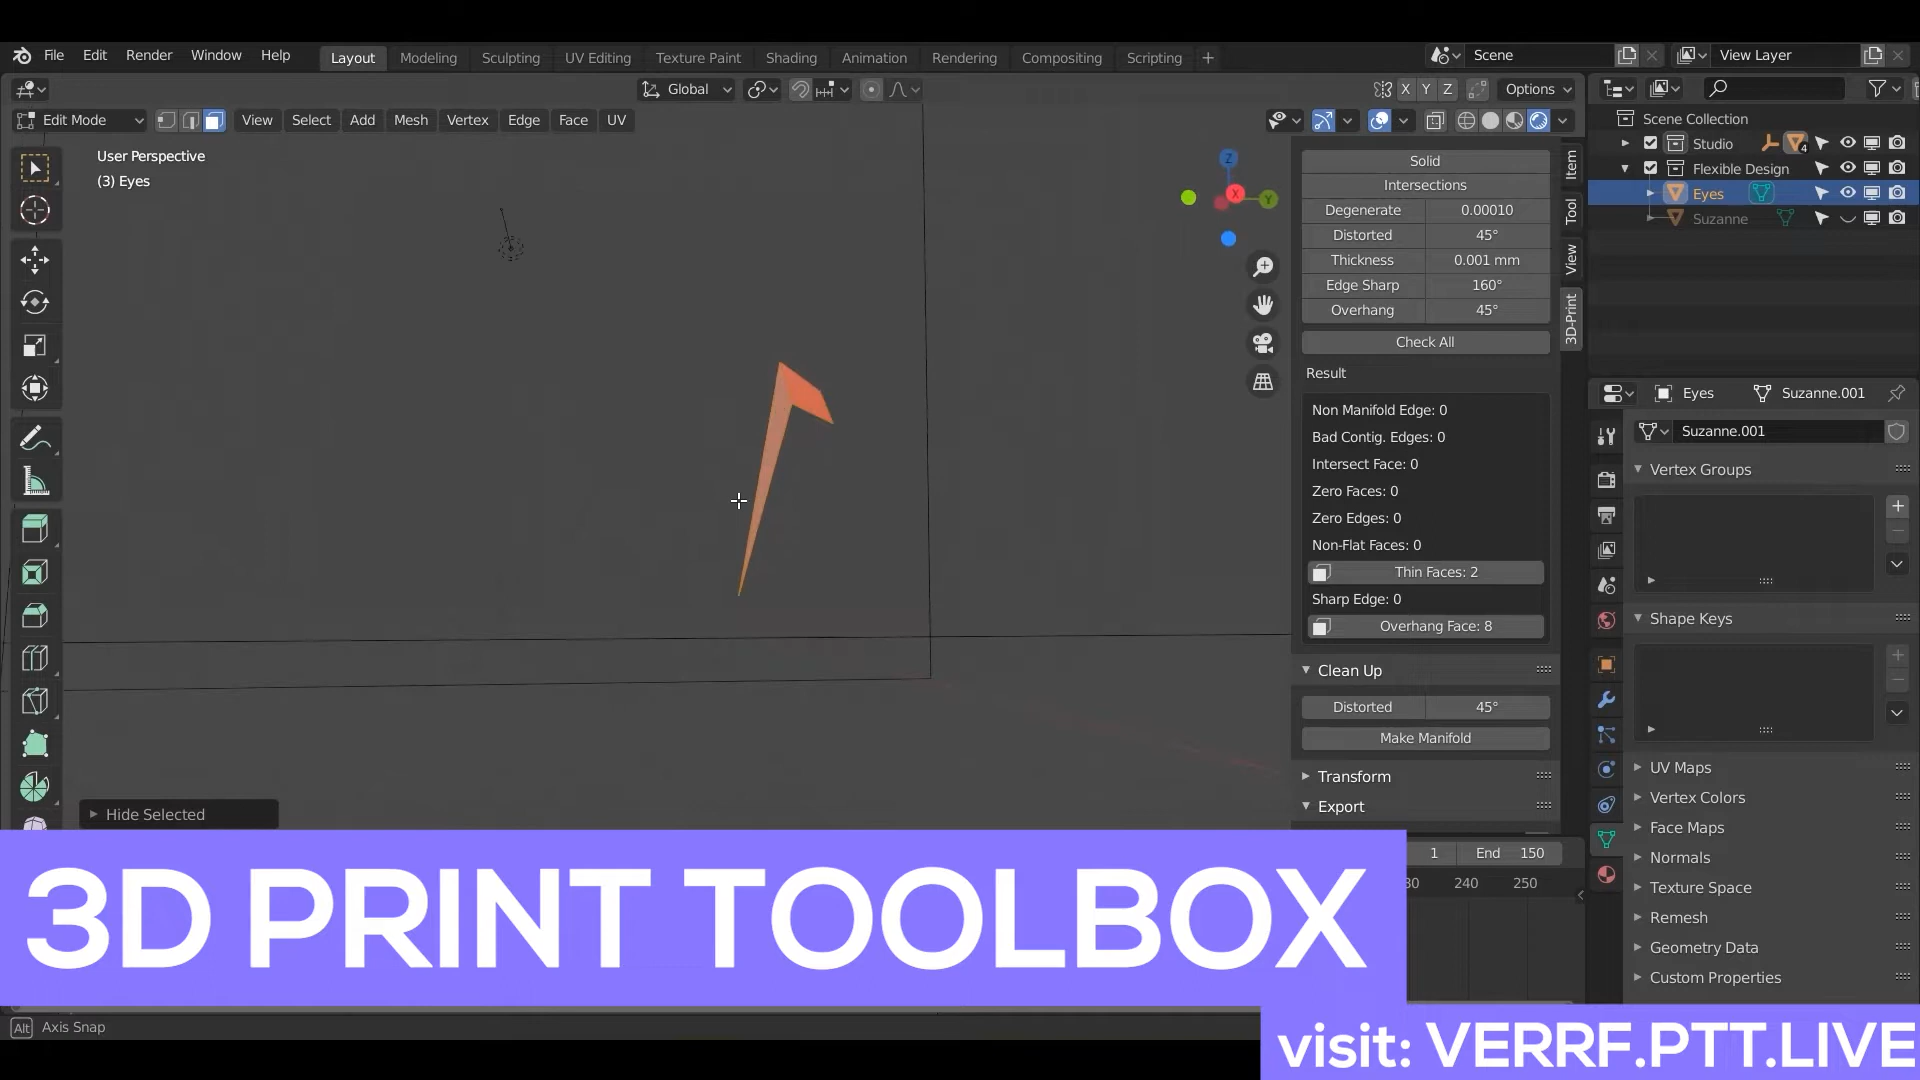 File Edit Render Window Help Layout Modeling Sculpting UV Editing Texture Paint Shading Animation Rendering Compositing Scripting + Scene View Layer
Global X Y Z Options
Edit Mode View Select Add Mesh Vertex Edge Face UV
User Perspective
(3) Eyes
Z
X
Y
Solid
Intersections
Degenerate 0.00010
Distorted 45°
Thickness 0.001 mm
Edge Sharp 160°
Overhang 45°
Check All
Result
Non Manifold Edge: 0
Bad Contig. Edges: 0
Intersect Face: 0
Zero Faces: 0
Zero Edges: 0
Non-Flat Faces: 0
Thin Faces: 2
Sharp Edge: 0
Overhang Face: 8
Clean Up
Distorted 45°
Make Manifold
Transform
Export
Item
Tool
View
3D-Print
Scene Collection
Studio 4
Flexible Design
Eyes
Suzanne
Eyes Suzanne.001
Suzanne.001
Vertex Groups
Shape Keys
UV Maps
Vertex Colors
Face Maps
Normals
Texture Space
Remesh
Geometry Data
Custom Properties
Hide Selected
1 End 150
240 250
3D PRINT TOOLBOX
Alt Axis Snap
visit: VERRF.PTT.LIVE